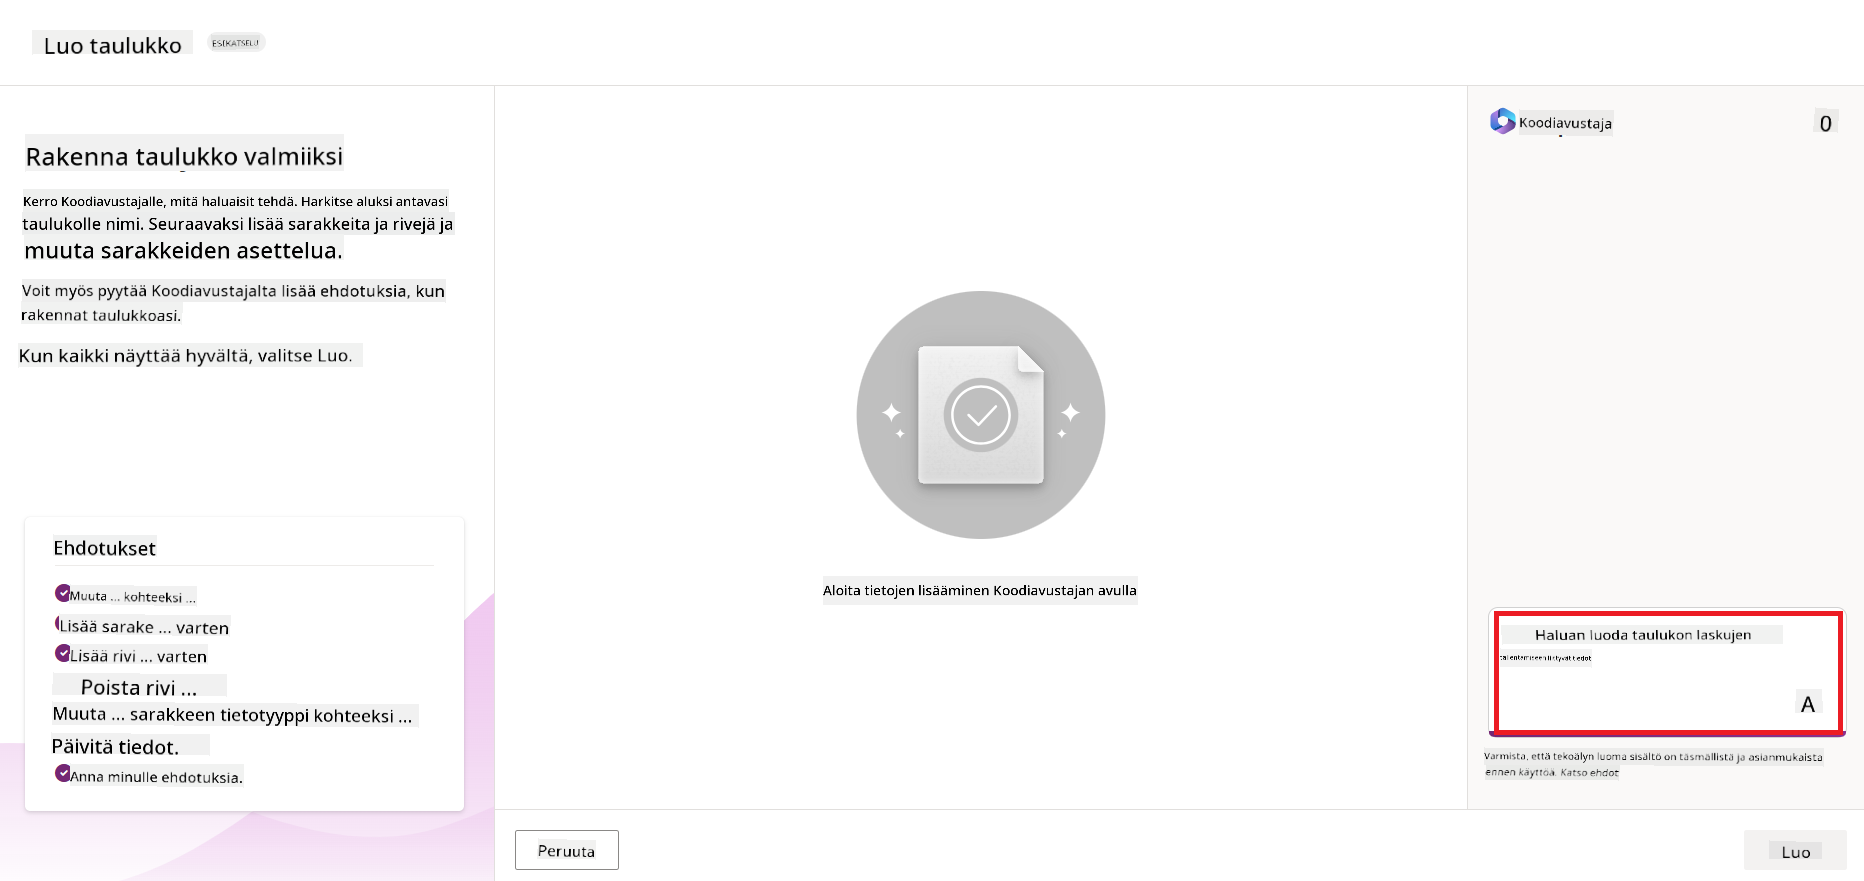 Luo taulukko
ESIKATSELU
Rakenna taulukko valmiiksi
Kerro Koodiavustajalle, mitä haluaisit tehdä. Harkitse aluksi antavasi
taulukolle nimi. Seuraavaksi lisää sarakkeita ja rivejä ja
muuta sarakkeiden asettelua.
Voit myös pyytää Koodiavustajalta lisää ehdotuksia, kun
rakennat taulukkoasi.
Kun kaikki näyttää hyvältä, valitse Luo.
Ehdotukset
Muuta ... kohteeksi ...
Lisää sarake ... varten
Lisää rivi ... varten
Poista rivi ...
Muuta ... sarakkeen tietotyyppi kohteeksi ...
Päivitä tiedot.
Anna minulle ehdotuksia.
Aloita tietojen lisääminen Koodiavustajan avulla
Koodiavustaja
0
Haluan luoda taulukon laskujen
tallentamiseen liittyvät tiedot
A
Varmista, että tekoälyn luoma sisältö on täsmällistä ja asianmukaista
ennen käyttöä. Katso ehdot
Peruuta
Luo